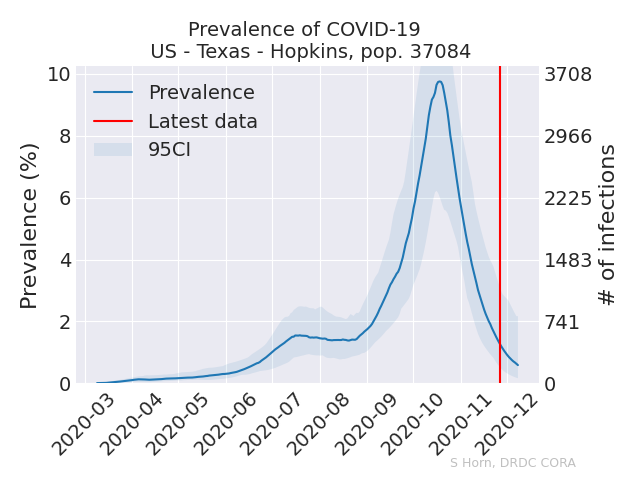 Prevalence of COVID-19
US - Texas - Hopkins, pop. 37084
Prevalence
Latest data
95CI
Prevalence (%)
10
8
6
4
2
0
3708
2966
2225
1483
741
0
# of infections
2020-03
2020-04
2020-05
2020-06
2020-07
2020-08
2020-09
2020-10
2020-11
2020-12
S Horn, DRDC CORA